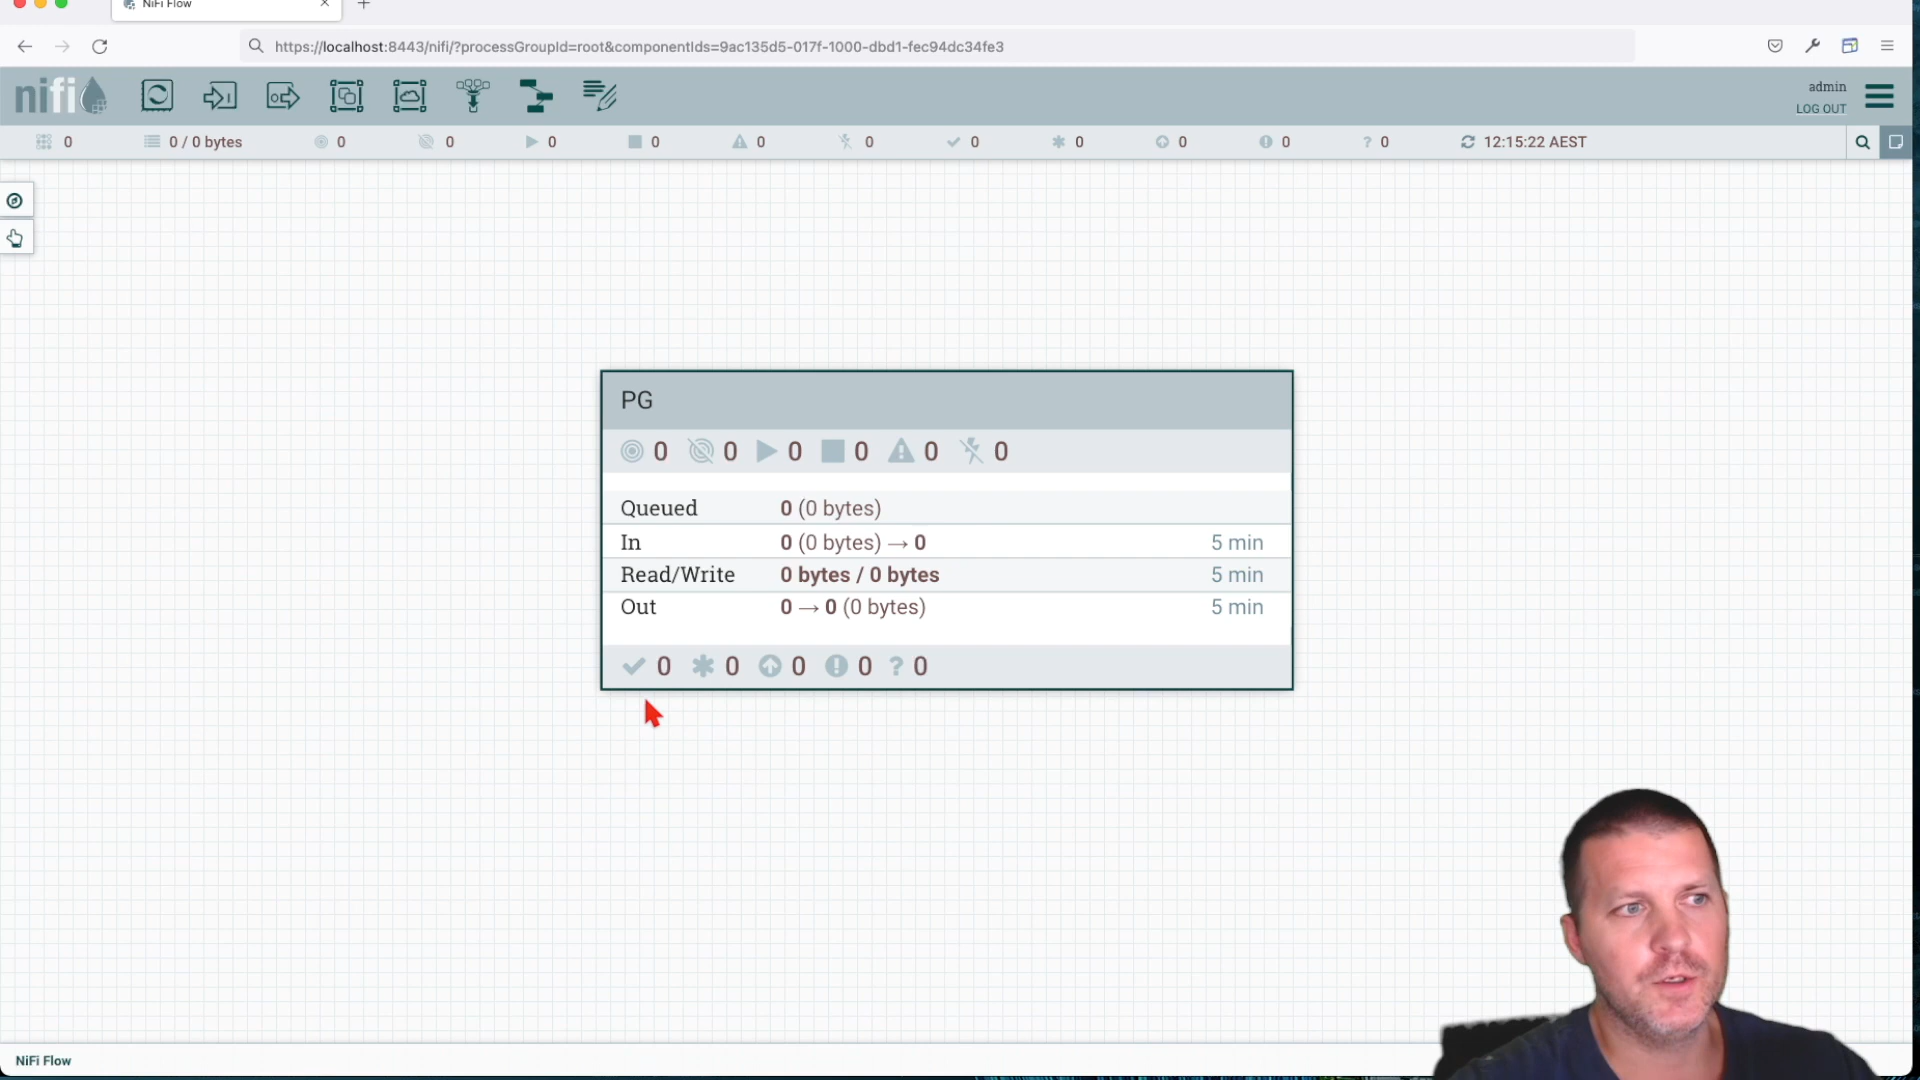 NiFi Flow
https://localhost:8443/nifi/?processGroupId=root&componentIds=9ac135d5-017f-1000-dbd1-fec94dc34fe3
nifi
admin
LOG OUT
0 0 / 0 bytes 0 0 0 0 0 0 0 0 0 0 ? 0 12:15:22 AEST
PG
0 0 0 0 0 0
Queued 0 (0 bytes)
In 0 (0 bytes) → 0 5 min
Read/Write 0 bytes / 0 bytes 5 min
Out 0 → 0 (0 bytes) 5 min
0 0 0 0 ? 0
NiFi Flow